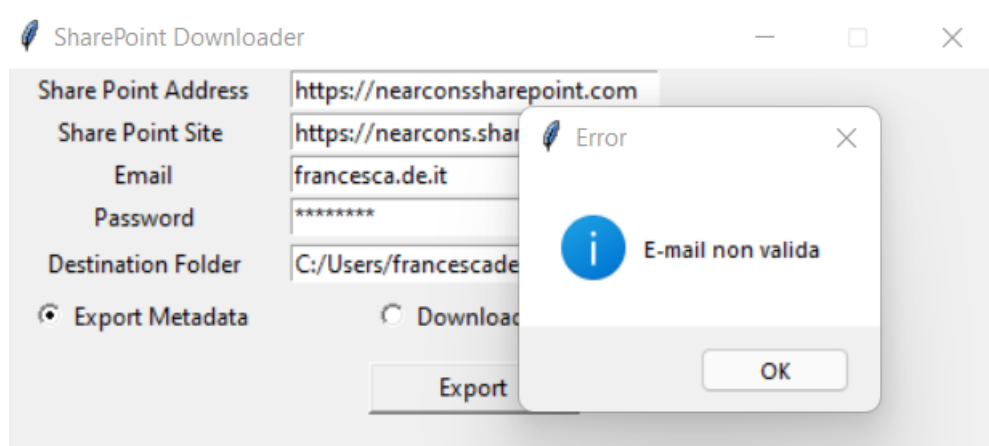 SharePoint Downloader
Share Point Address https://nearconssharepoint.com
Share Point Site https://nearcons.shar
Error
Email francesca.de.it
Password ********
E-mail non valida
Destination Folder C:/Users/francescade
Export Metadata Download
OK
Export